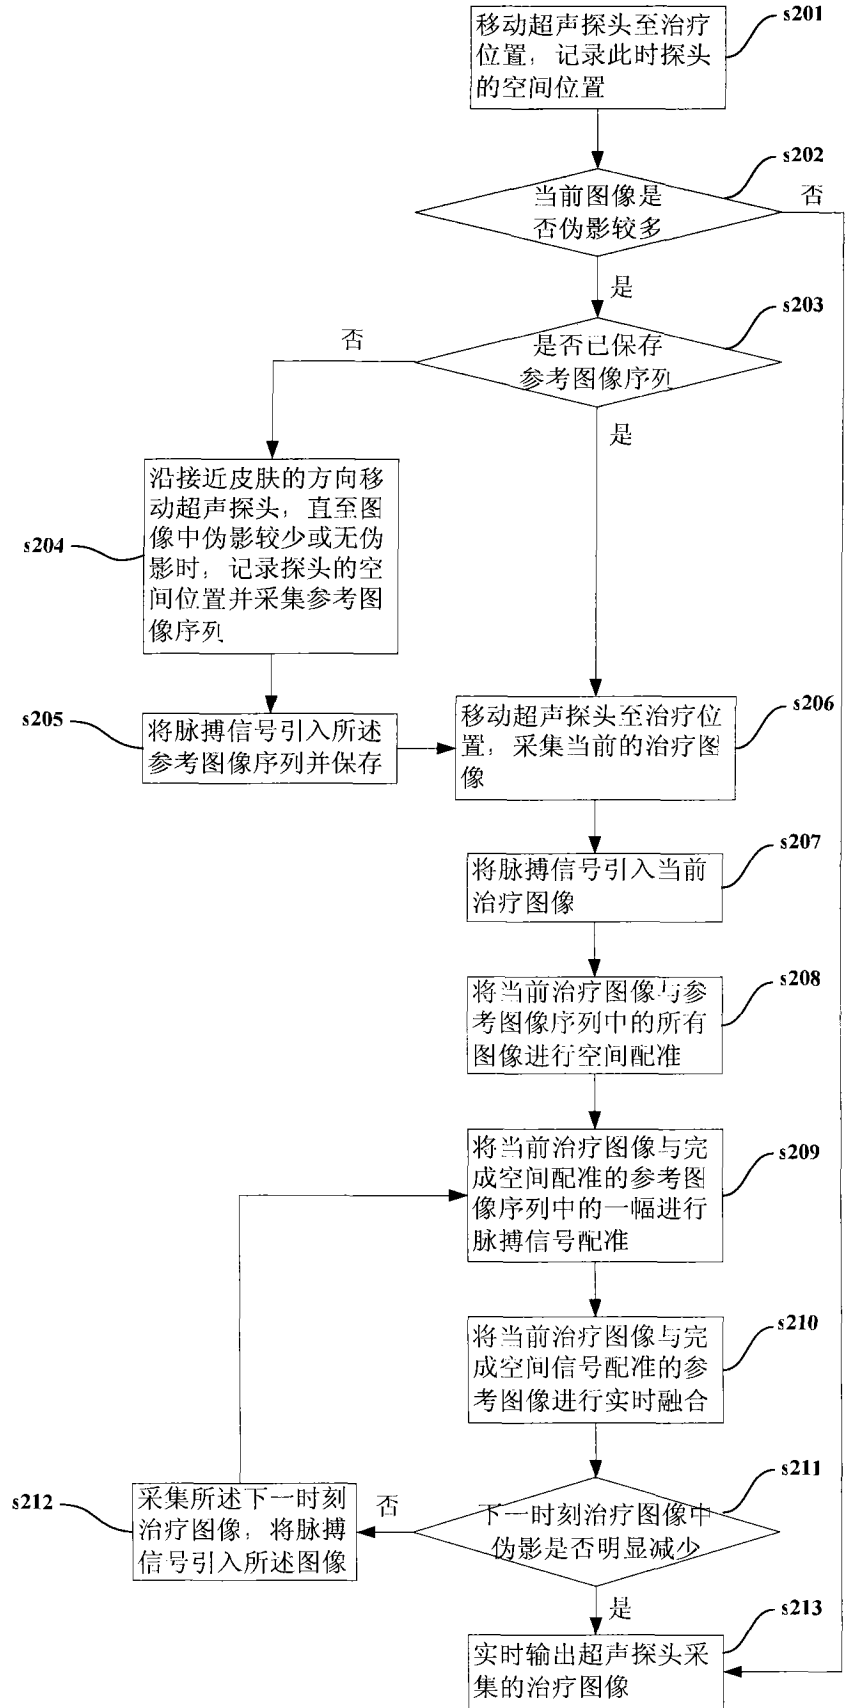 s201
移动超声探头至治疗
位置，记录此时探头
的空间位置
s202
否
当前图像是
否伪影较多
是
s203
否
是否已保存
参考图像序列
是
沿接近皮肤的方向移
动超声探头，直至图
像中伪影较少或无伪
影时，记录探头的空
间位置并采集参考图
像序列
s204
s205
将脉搏信号引入所述
参考图像序列并保存
s206
移动超声探头至治疗位
置，采集当前的治疗图
像
s207
将脉搏信号引入当前
治疗图像
s208
将当前治疗图像与参
考图像序列中的所有
图像进行空间配准
s209
将当前治疗图像与完
成空间配准的参考图
像序列中的一幅进行
脉搏信号配准
s210
将当前治疗图像与完
成空间信号配准的参
考图像进行实时融合
s211
下一时刻治疗图像中
伪影是否明显减少
否
s212
采集所述下一时刻
治疗图像，将脉搏
信号引入所述图像
是
s213
实时输出超声探头采
集的治疗图像